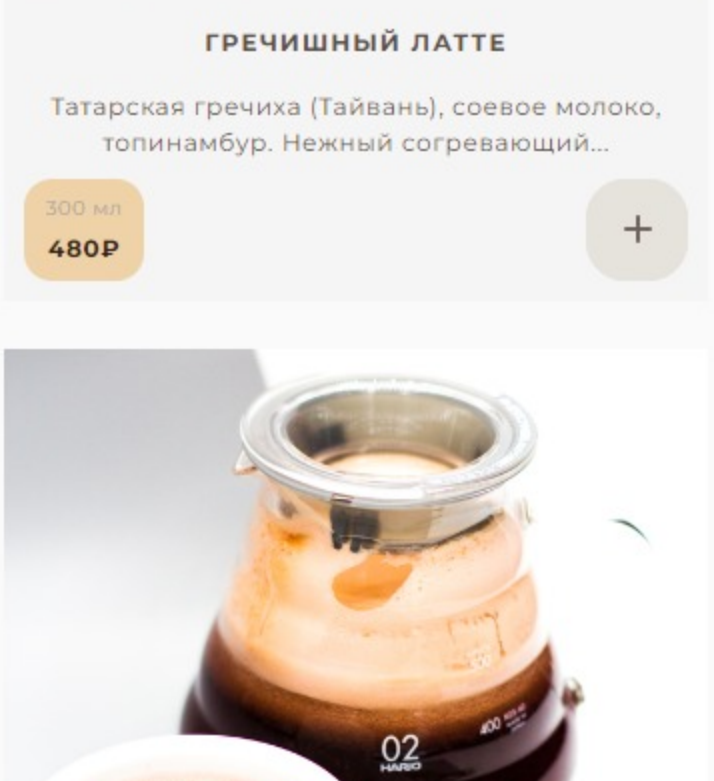 ГРЕЧИШНЫЙ ЛАТТЕ
Татарская гречиха (Тайвань), соевое молоко,
топинамбур. Нежный согревающий...
300 мл
480₽
+
400
02
HARIO